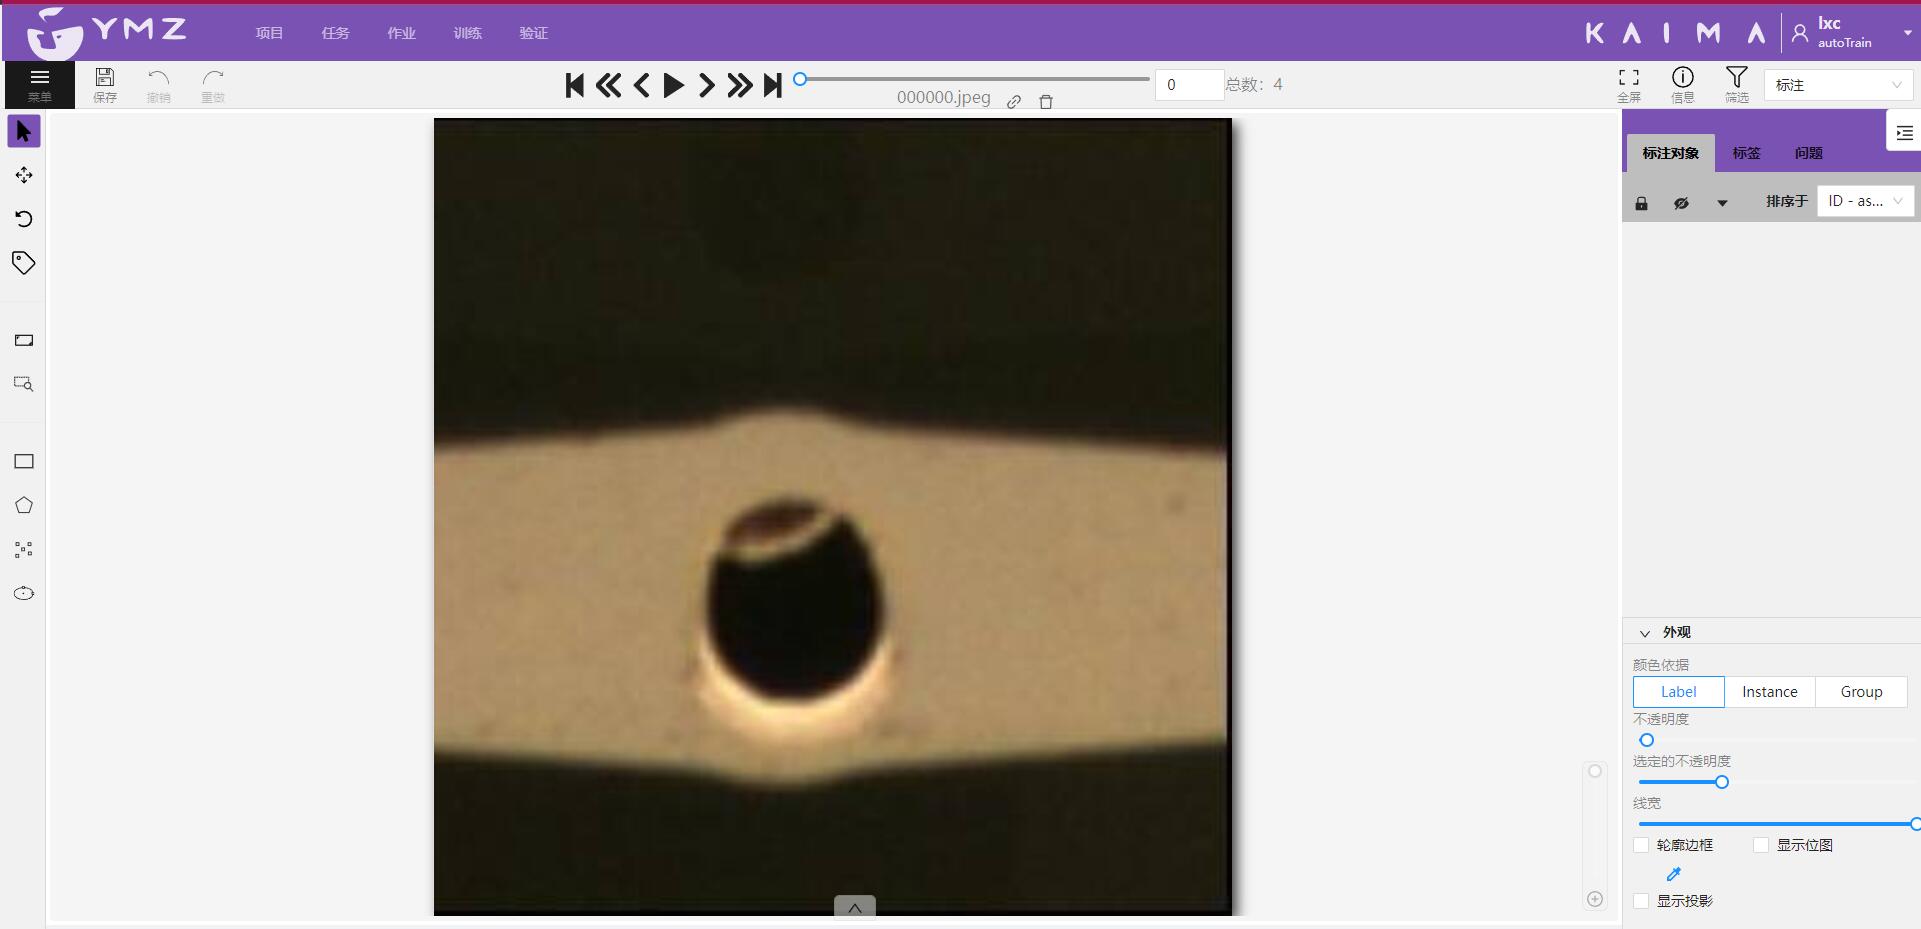 YMZ
项目 任务 作业 训练 验证
KAIMA
lxc
autoTrain
菜单 保存 撤销 重做
000000.jpeg
0 总数: 4
全屏 信息 筛选 标注
标注对象 标签 问题
排序于 ID - as...
外观
颜色依据
Label Instance Group
不透明度
选定的不透明度
线宽
轮廓边框 显示位图
显示投影